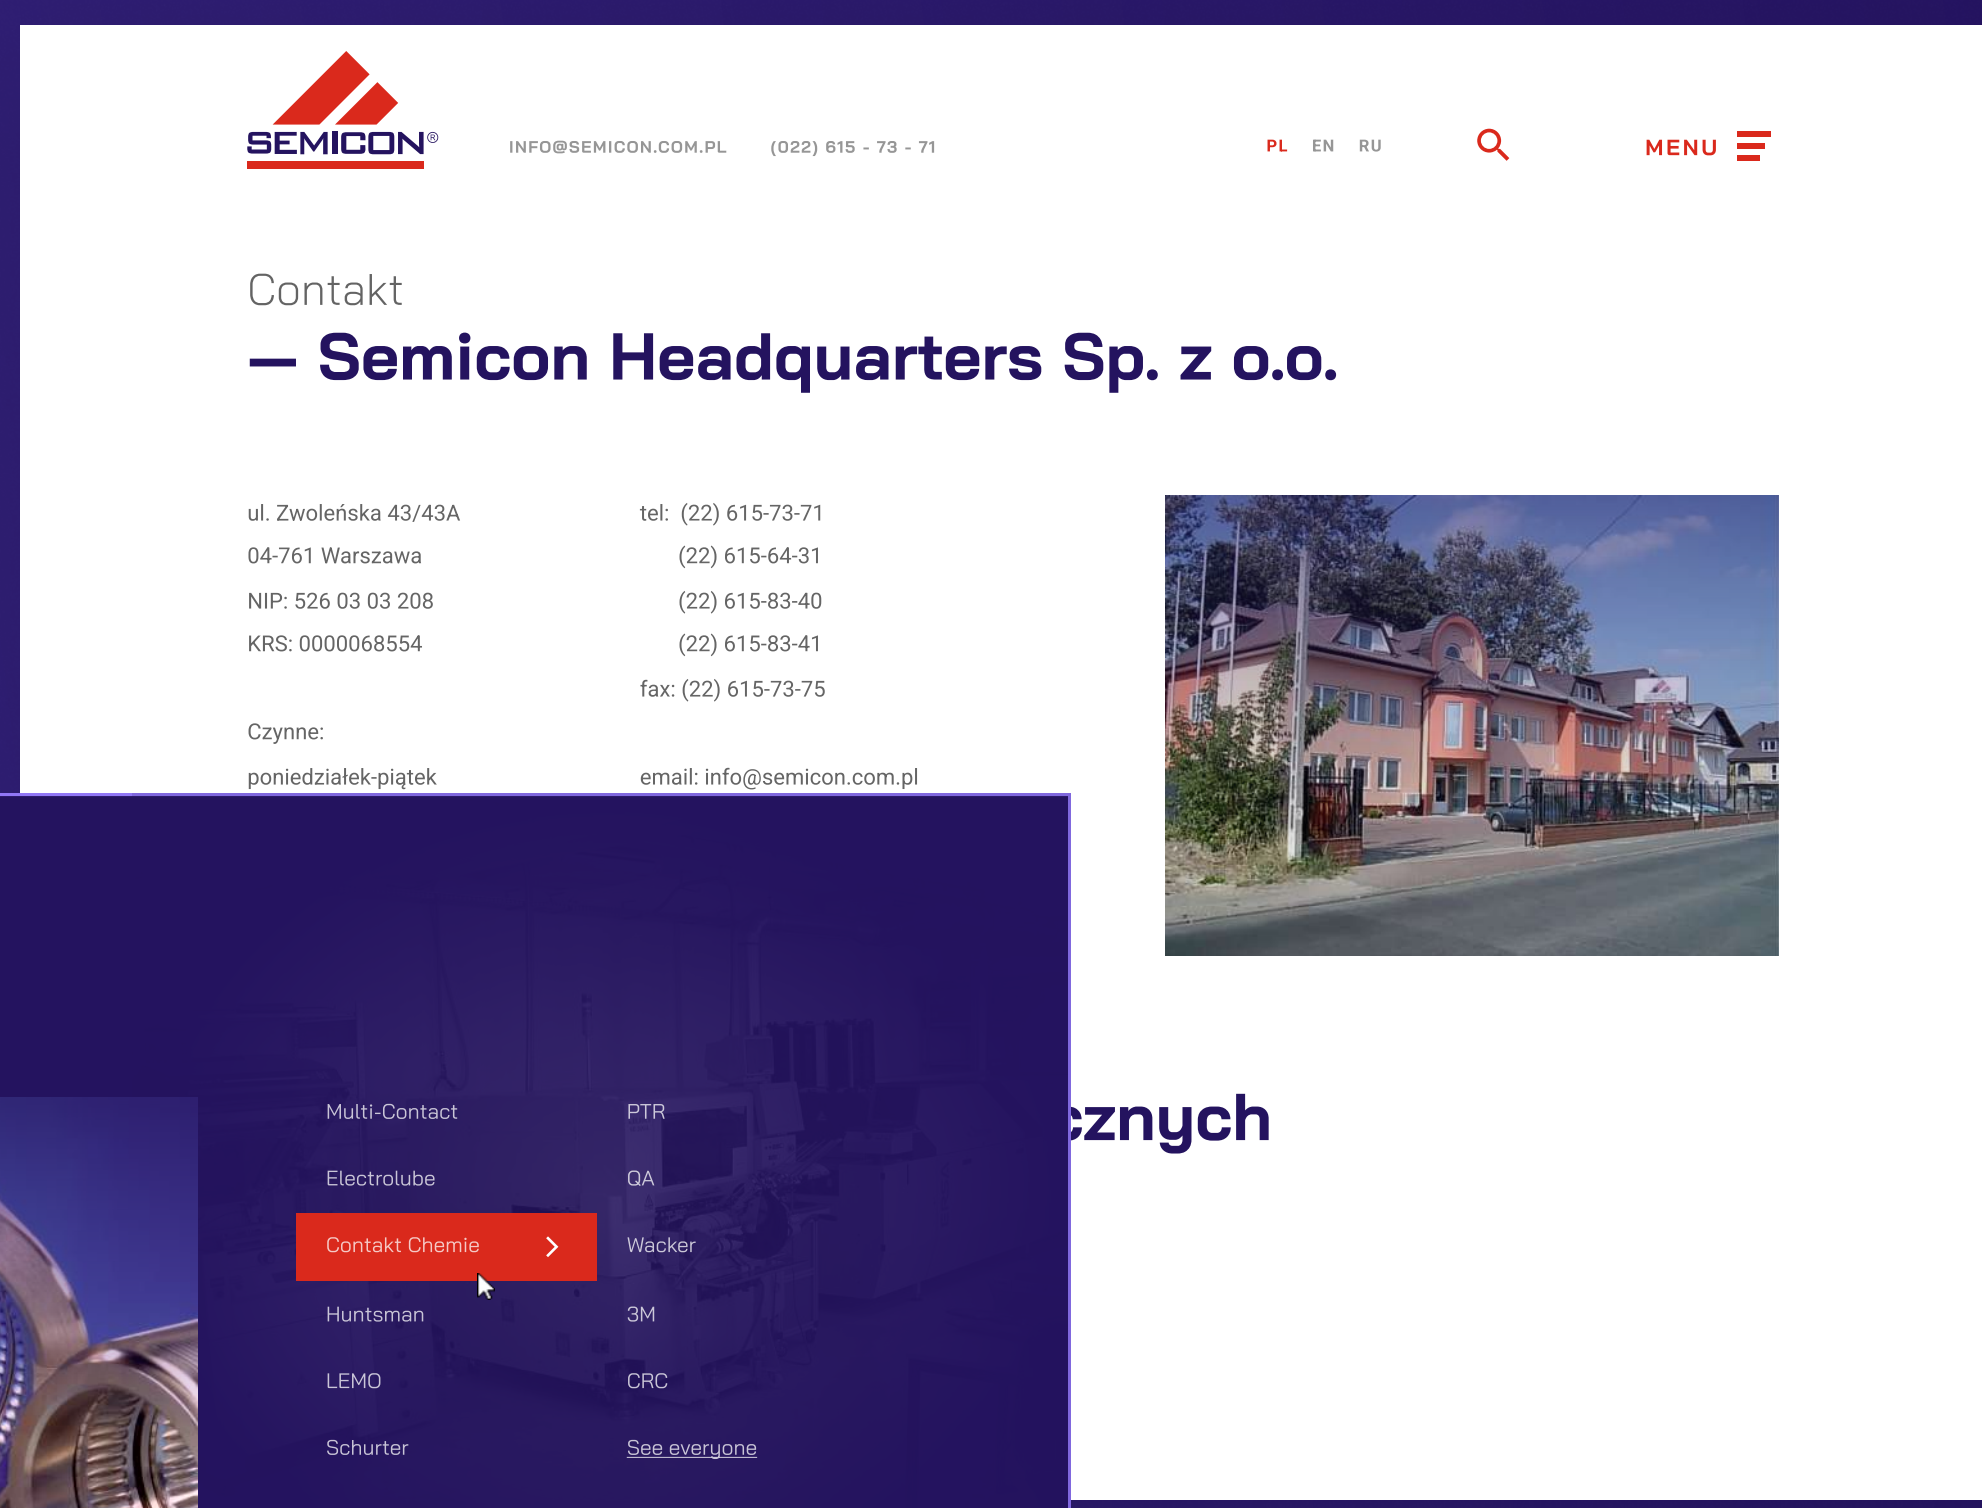 SEMICON®
INFO@SEMICON.COM.PL (022) 615 - 73 - 71
PL EN RU
MENU
Contakt
— Semicon Headquarters Sp. z o.o.
ul. Zwoleńska 43/43A
04-761 Warszawa
NIP: 526 03 03 208
KRS: 0000068554
Czynne:
poniedziałek-piątek
tel: (22) 615-73-71
(22) 615-64-31
(22) 615-83-40
(22) 615-83-41
fax: (22) 615-73-75
email: info@semicon.com.pl
SEMICON
cznych
Multi-Contact
Electrolube
Contakt Chemie
Huntsman
LEMO
Schurter
PTR
QA
Wacker
3M
CRC
See everyone